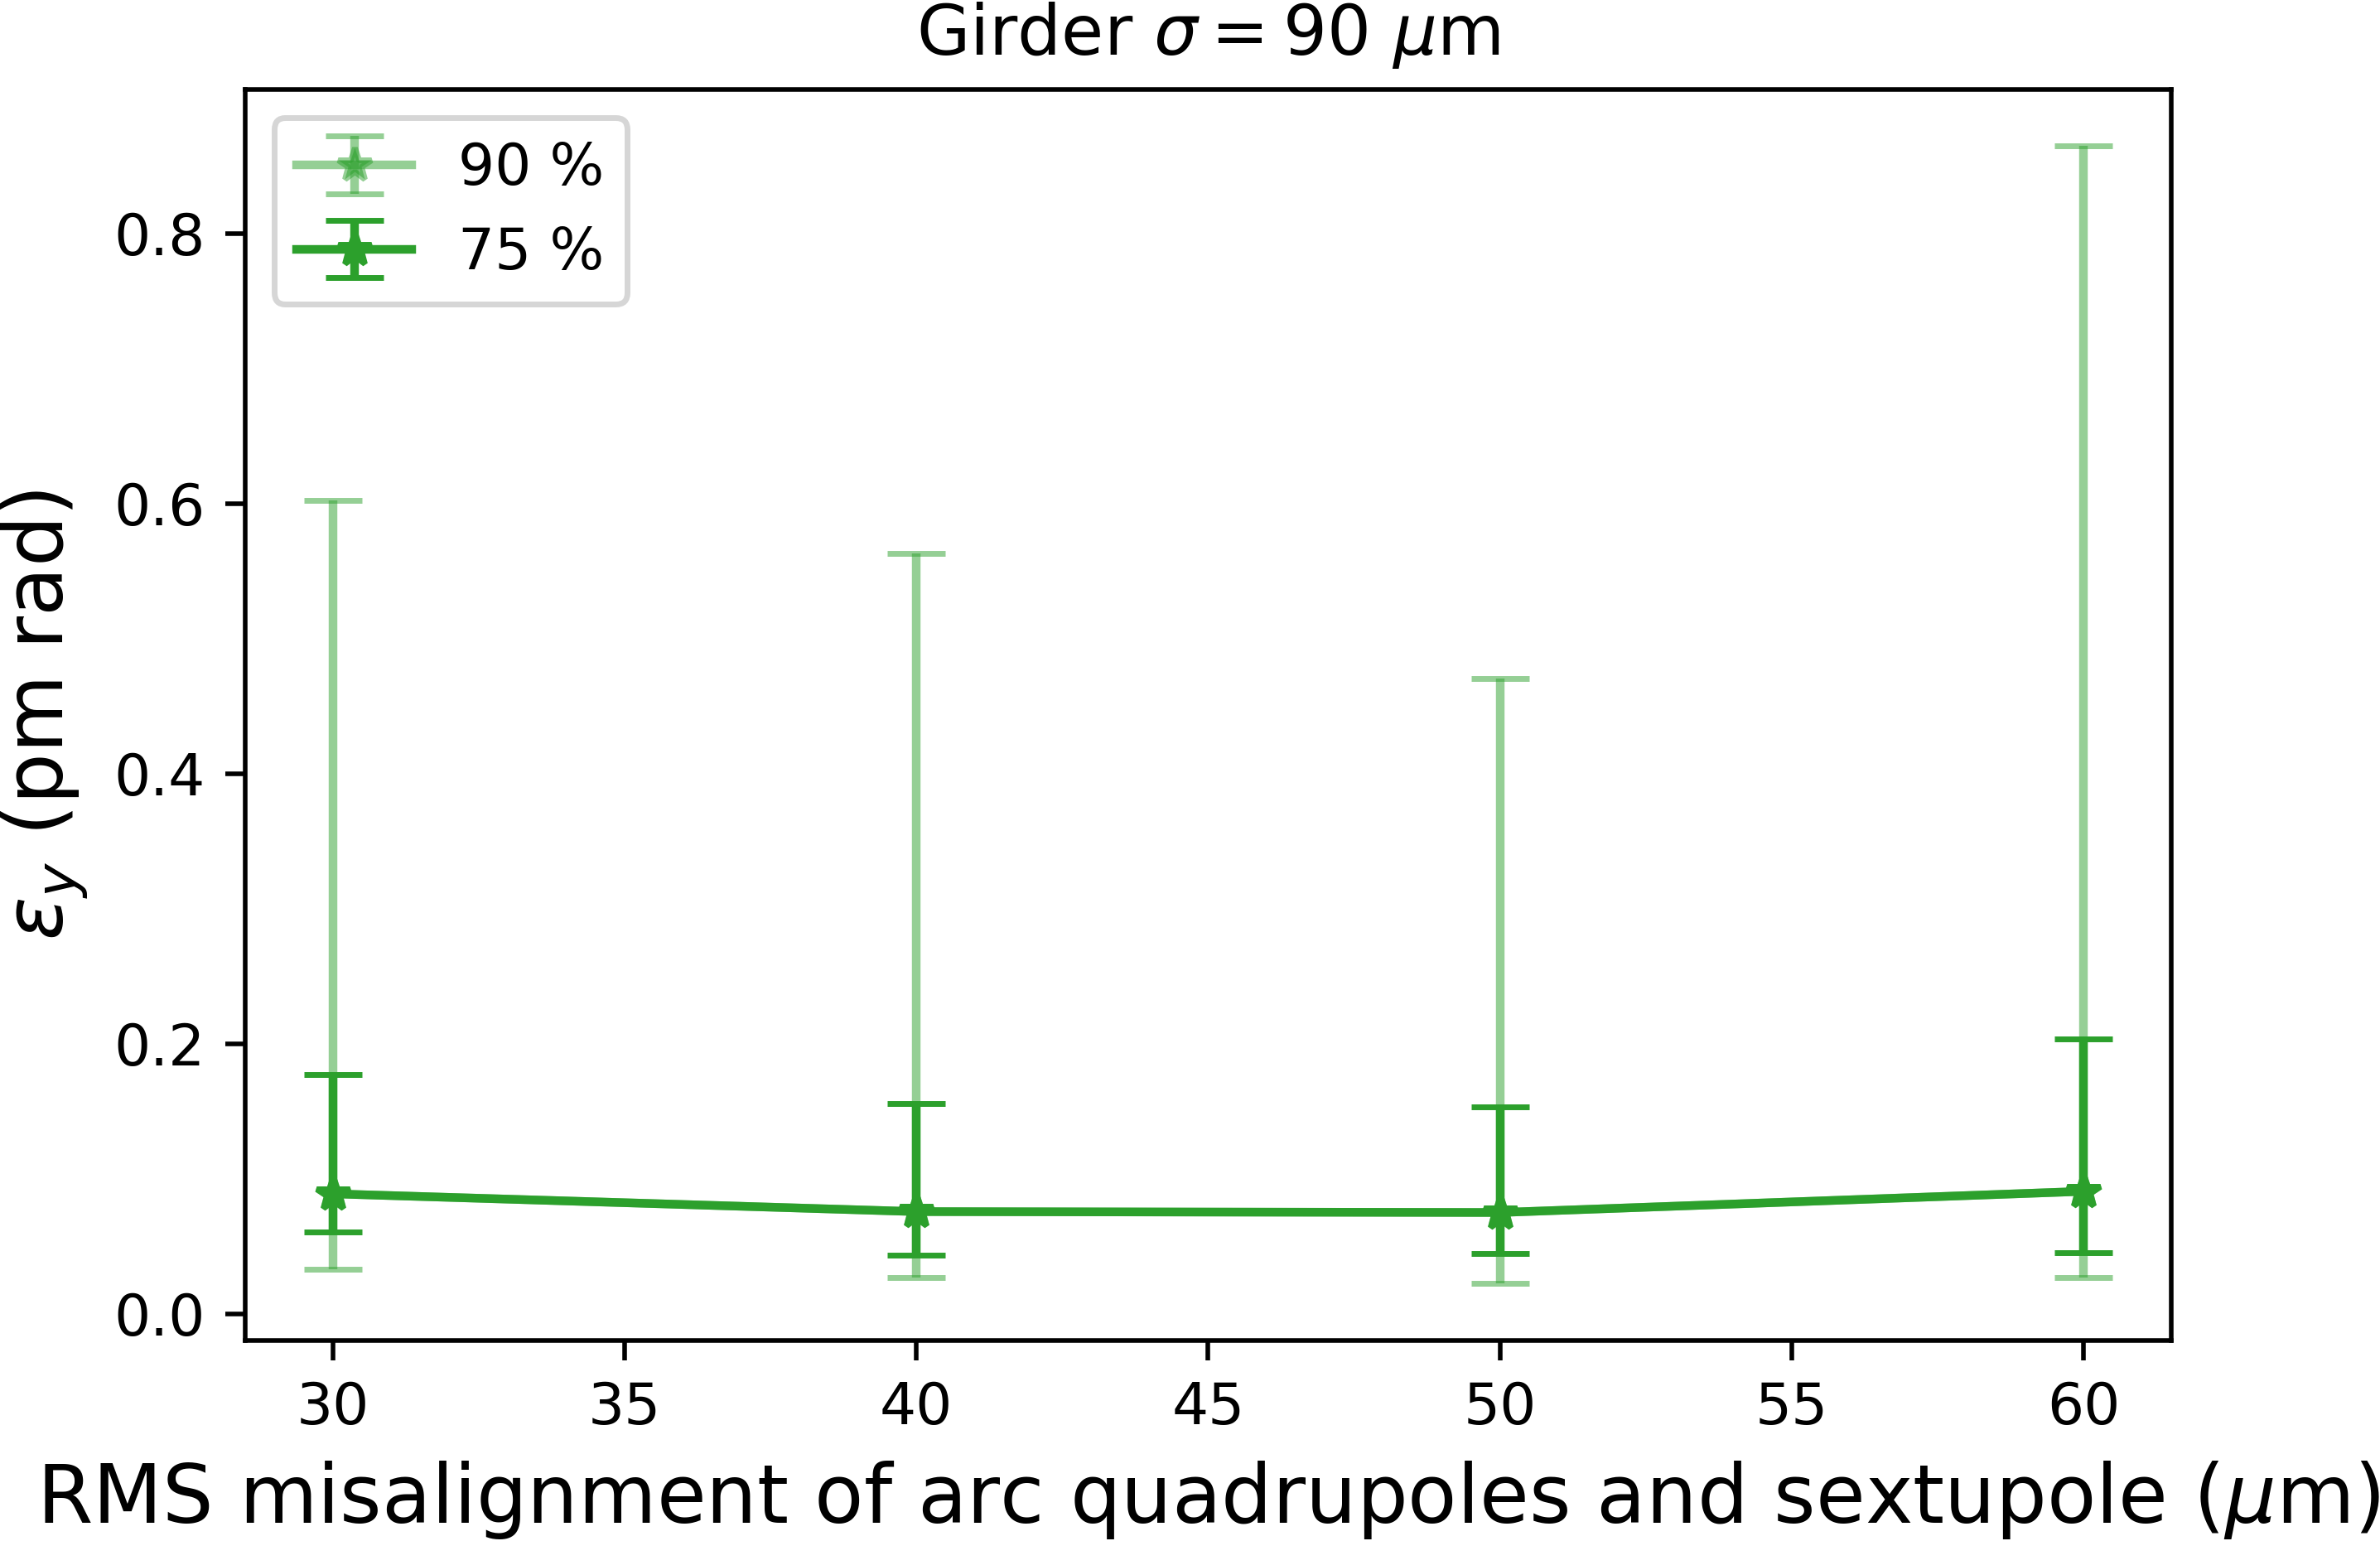 Girder σ = 90 μm
90 %
75 %
0.8
0.6
0.4
0.2
0.0
εy (pm rad)
30 35 40 45 50 55 60
RMS misalignment of arc quadrupoles and sextupole (μm)